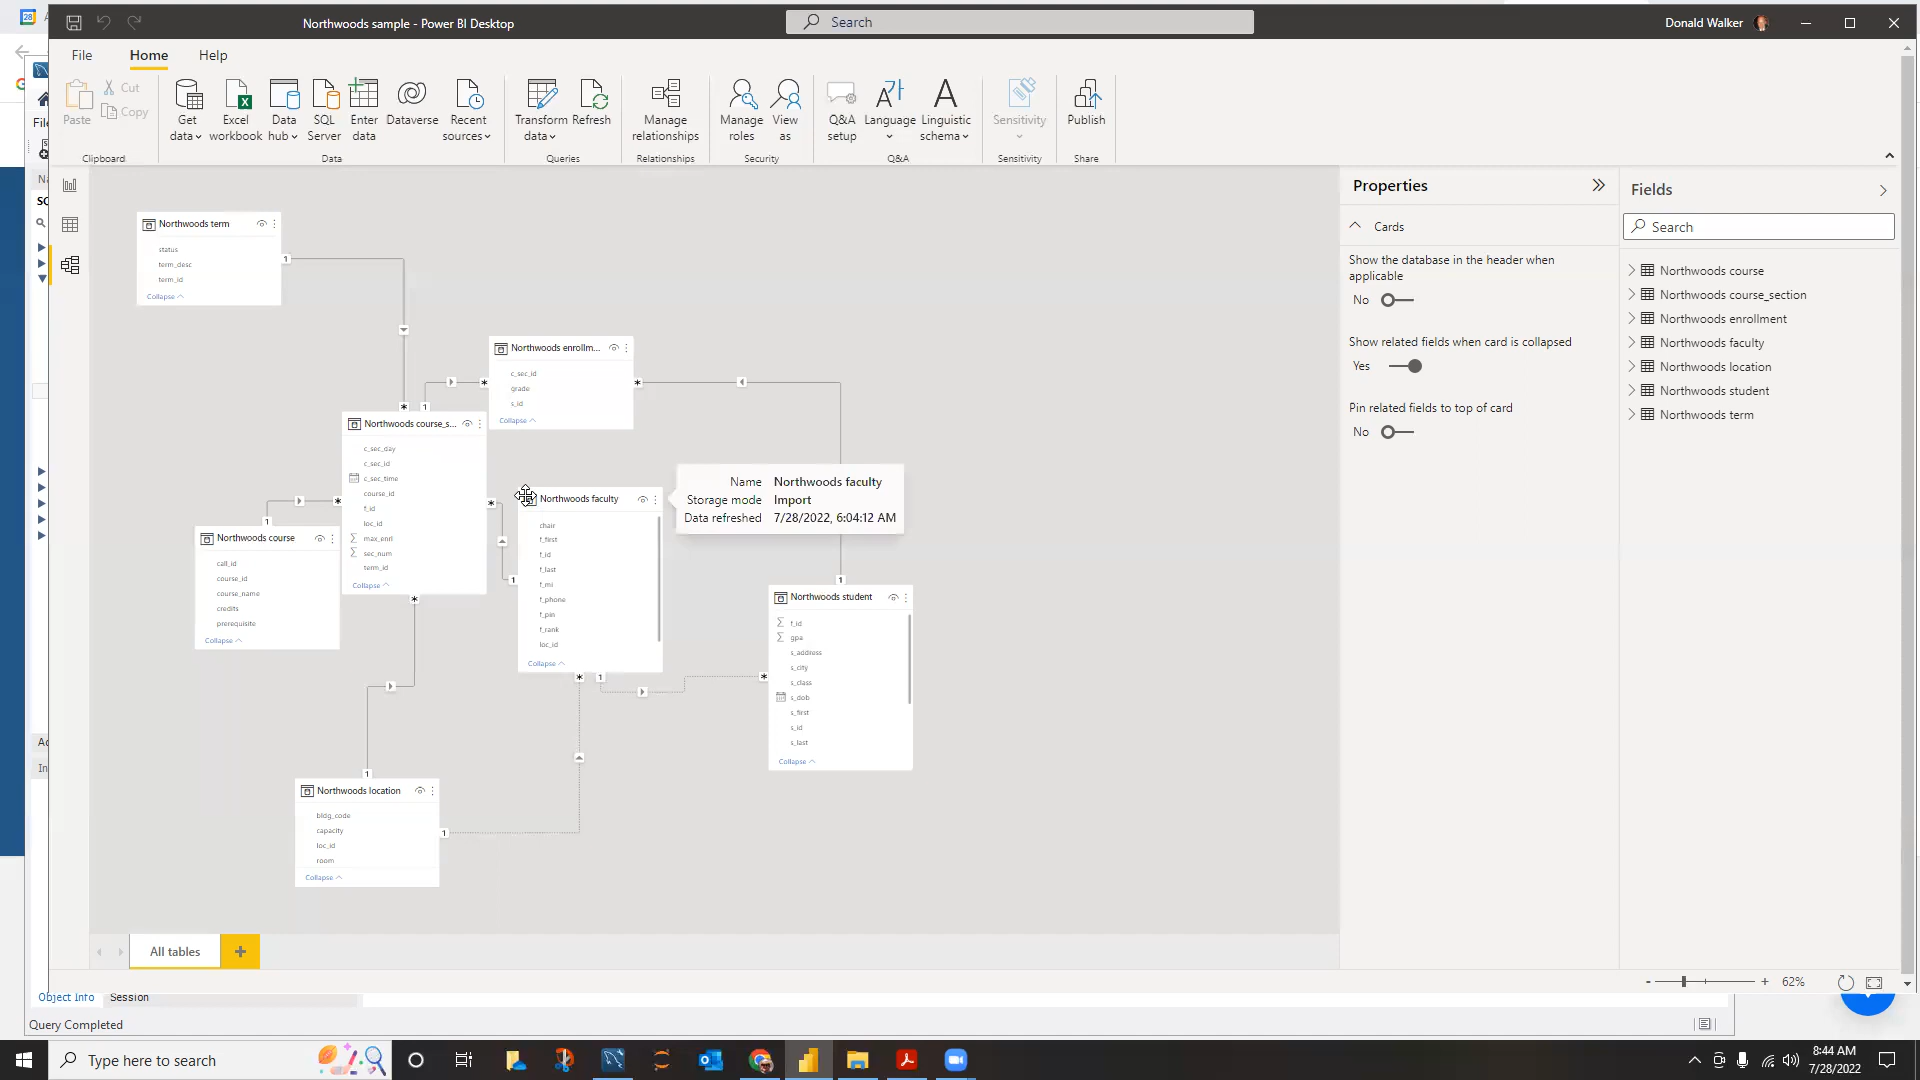 Northwoods sample - Power BI Desktop
Search
Donald Walker
File
Home
Help
Paste
Cut
Copy
Clipboard
Get data
Excel workbook
Data hub
SQL Server
Enter data
Dataverse
Recent sources
Data
Transform data
Refresh
Queries
Manage relationships
Relationships
Manage roles
View as
Security
Q&A setup
Language
Linguistic schema
Q&A
Sensitivity
Sensitivity
Publish
Share
Northwoods term
status
term_desc
term_id
Collapse
1
*
Northwoods enrollm...
c_sec_id
grade
s_id
Collapse
*
*
1
Northwoods course_s...
c_sec_day
c_sec_id
c_sec_time
course_id
f_id
loc_id
max_enrl
sec_num
term_id
Collapse
*
*
*
1
1
Northwoods course
call_id
course_id
course_name
credits
prerequisite
Collapse
Northwoods faculty
chair
f_first
f_id
f_last
f_mi
f_phone
f_pin
f_rank
loc_id
Collapse
*
1
*
1
Name Northwoods faculty
Storage mode Import
Data refreshed 7/28/2022, 6:04:12 AM
Northwoods student
f_id
gpa
s_address
s_city
s_class
s_dob
s_first
s_id
s_last
Collapse
1
Northwoods location
bldg_code
capacity
loc_id
room
Collapse
1
Properties
Cards
Show the database in the header when applicable
No
Show related fields when card is collapsed
Yes
Pin related fields to top of card
No
Fields
Search
Northwoods course
Northwoods course_section
Northwoods enrollment
Northwoods faculty
Northwoods location
Northwoods student
Northwoods term
All tables
+
- + 62%
Object Info
Session
Query Completed
Type here to search
8:44 AM
7/28/2022